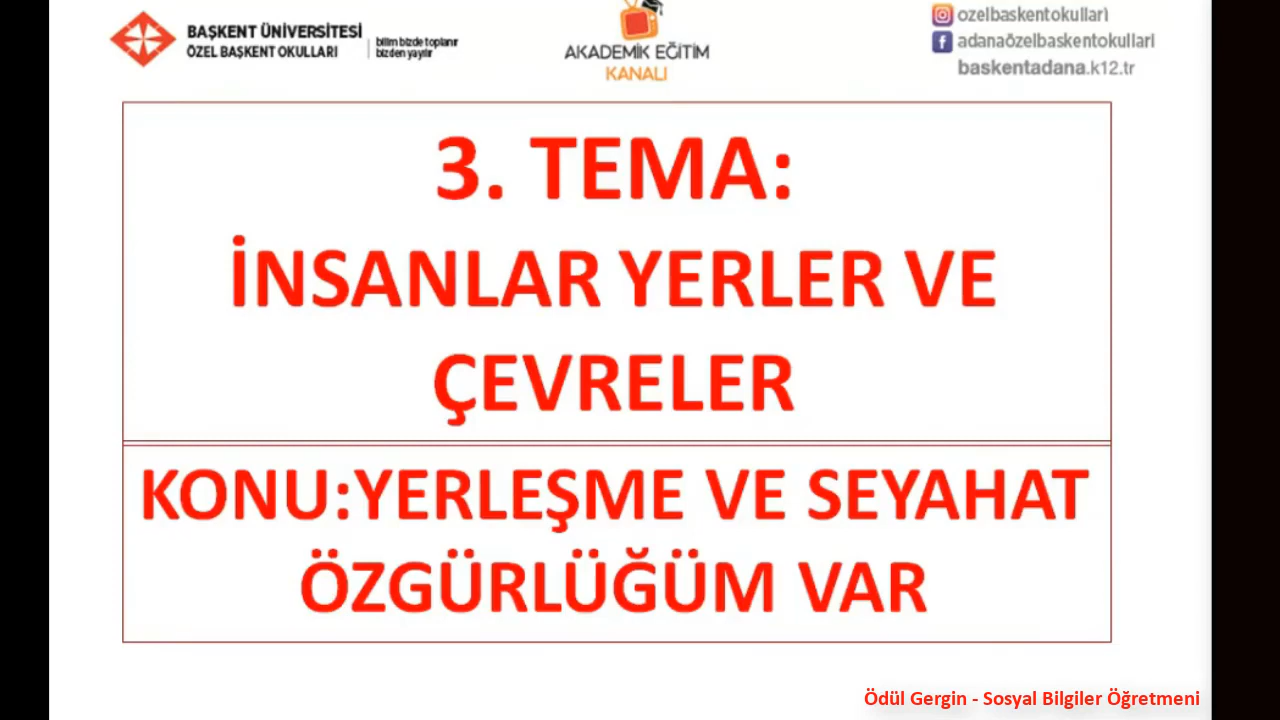 BAŞKENT ÜNİVERSİTESİ
ÖZEL BAŞKENT OKULLARI
bilim bizde toplanır
bizden yayılır
AKADEMİK EĞİTİM
KANALI
ozelbaskentokullari
adanaözelbaskentokullari
baskentadana.k12.tr
3. TEMA:
İNSANLAR YERLER VE
ÇEVRELER
KONU:YERLEŞME VE SEYAHAT
ÖZGÜRLÜĞÜM VAR
Ödül Gergin - Sosyal Bilgiler Öğretmeni